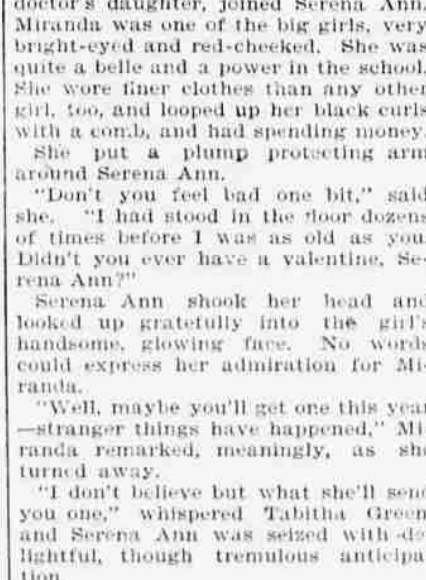 doctor's daughter, joined Serena Ann.
Miranda was one of the big girls, very
bright-eyed and red-cheeked. She was
quite a belle and a power in the school.
She wore finer clothes than any other
girl, too, and looped up her black curls
with a comb, and had spending money.
She put a plump protecting arm
around Serena Ann.
"Don't you feel bad one bit," said
she. "I had stood in the door dozens
of times before I was as old as you.
Didn't you ever have a valentine, Se-
rena Ann?"
Serena Ann shook her head and
looked up gratefully into the girl's
handsome, glowing face. No words
could express her admiration for Mi-
randa.
"Well, maybe you'll get one this year
—stranger things have happened," Mi-
randa remarked, meaningly, as she
turned away.
"I don't believe but what she'll send
you one," whispered Tabitha Green
and Serena Ann was seized with de-
lightful, though tremulous anticipa
tion